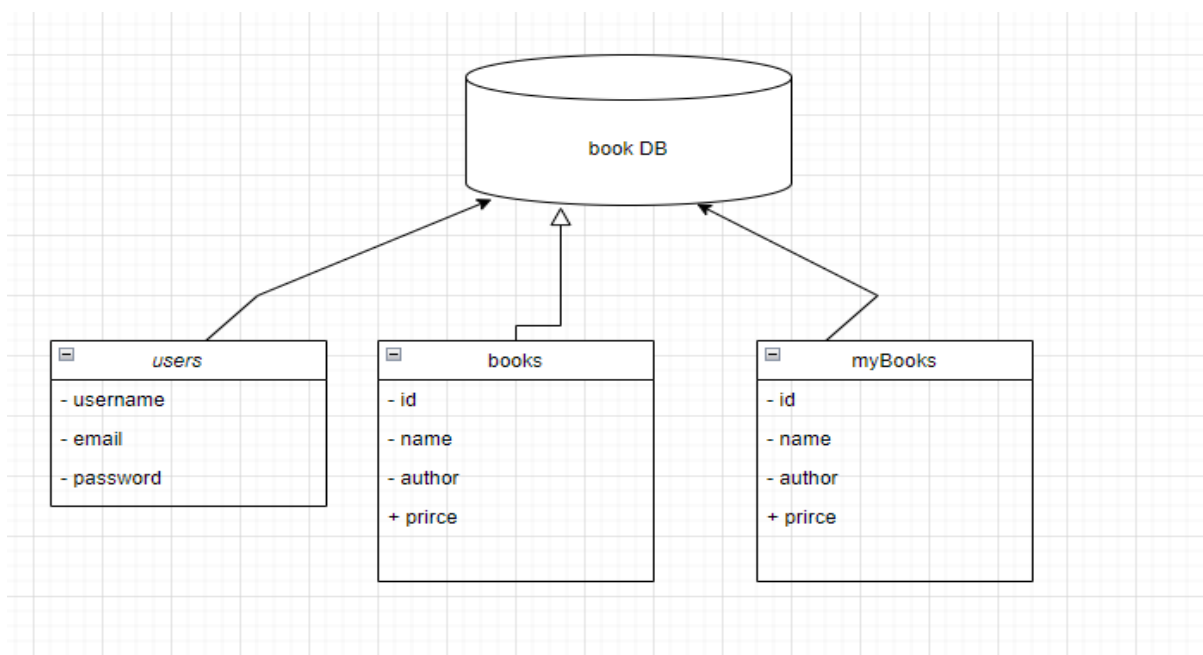 book DB
users
- username
- email
- password
books
- id
- name
- author
+ prirce
myBooks
- id
- name
- author
+ prirce